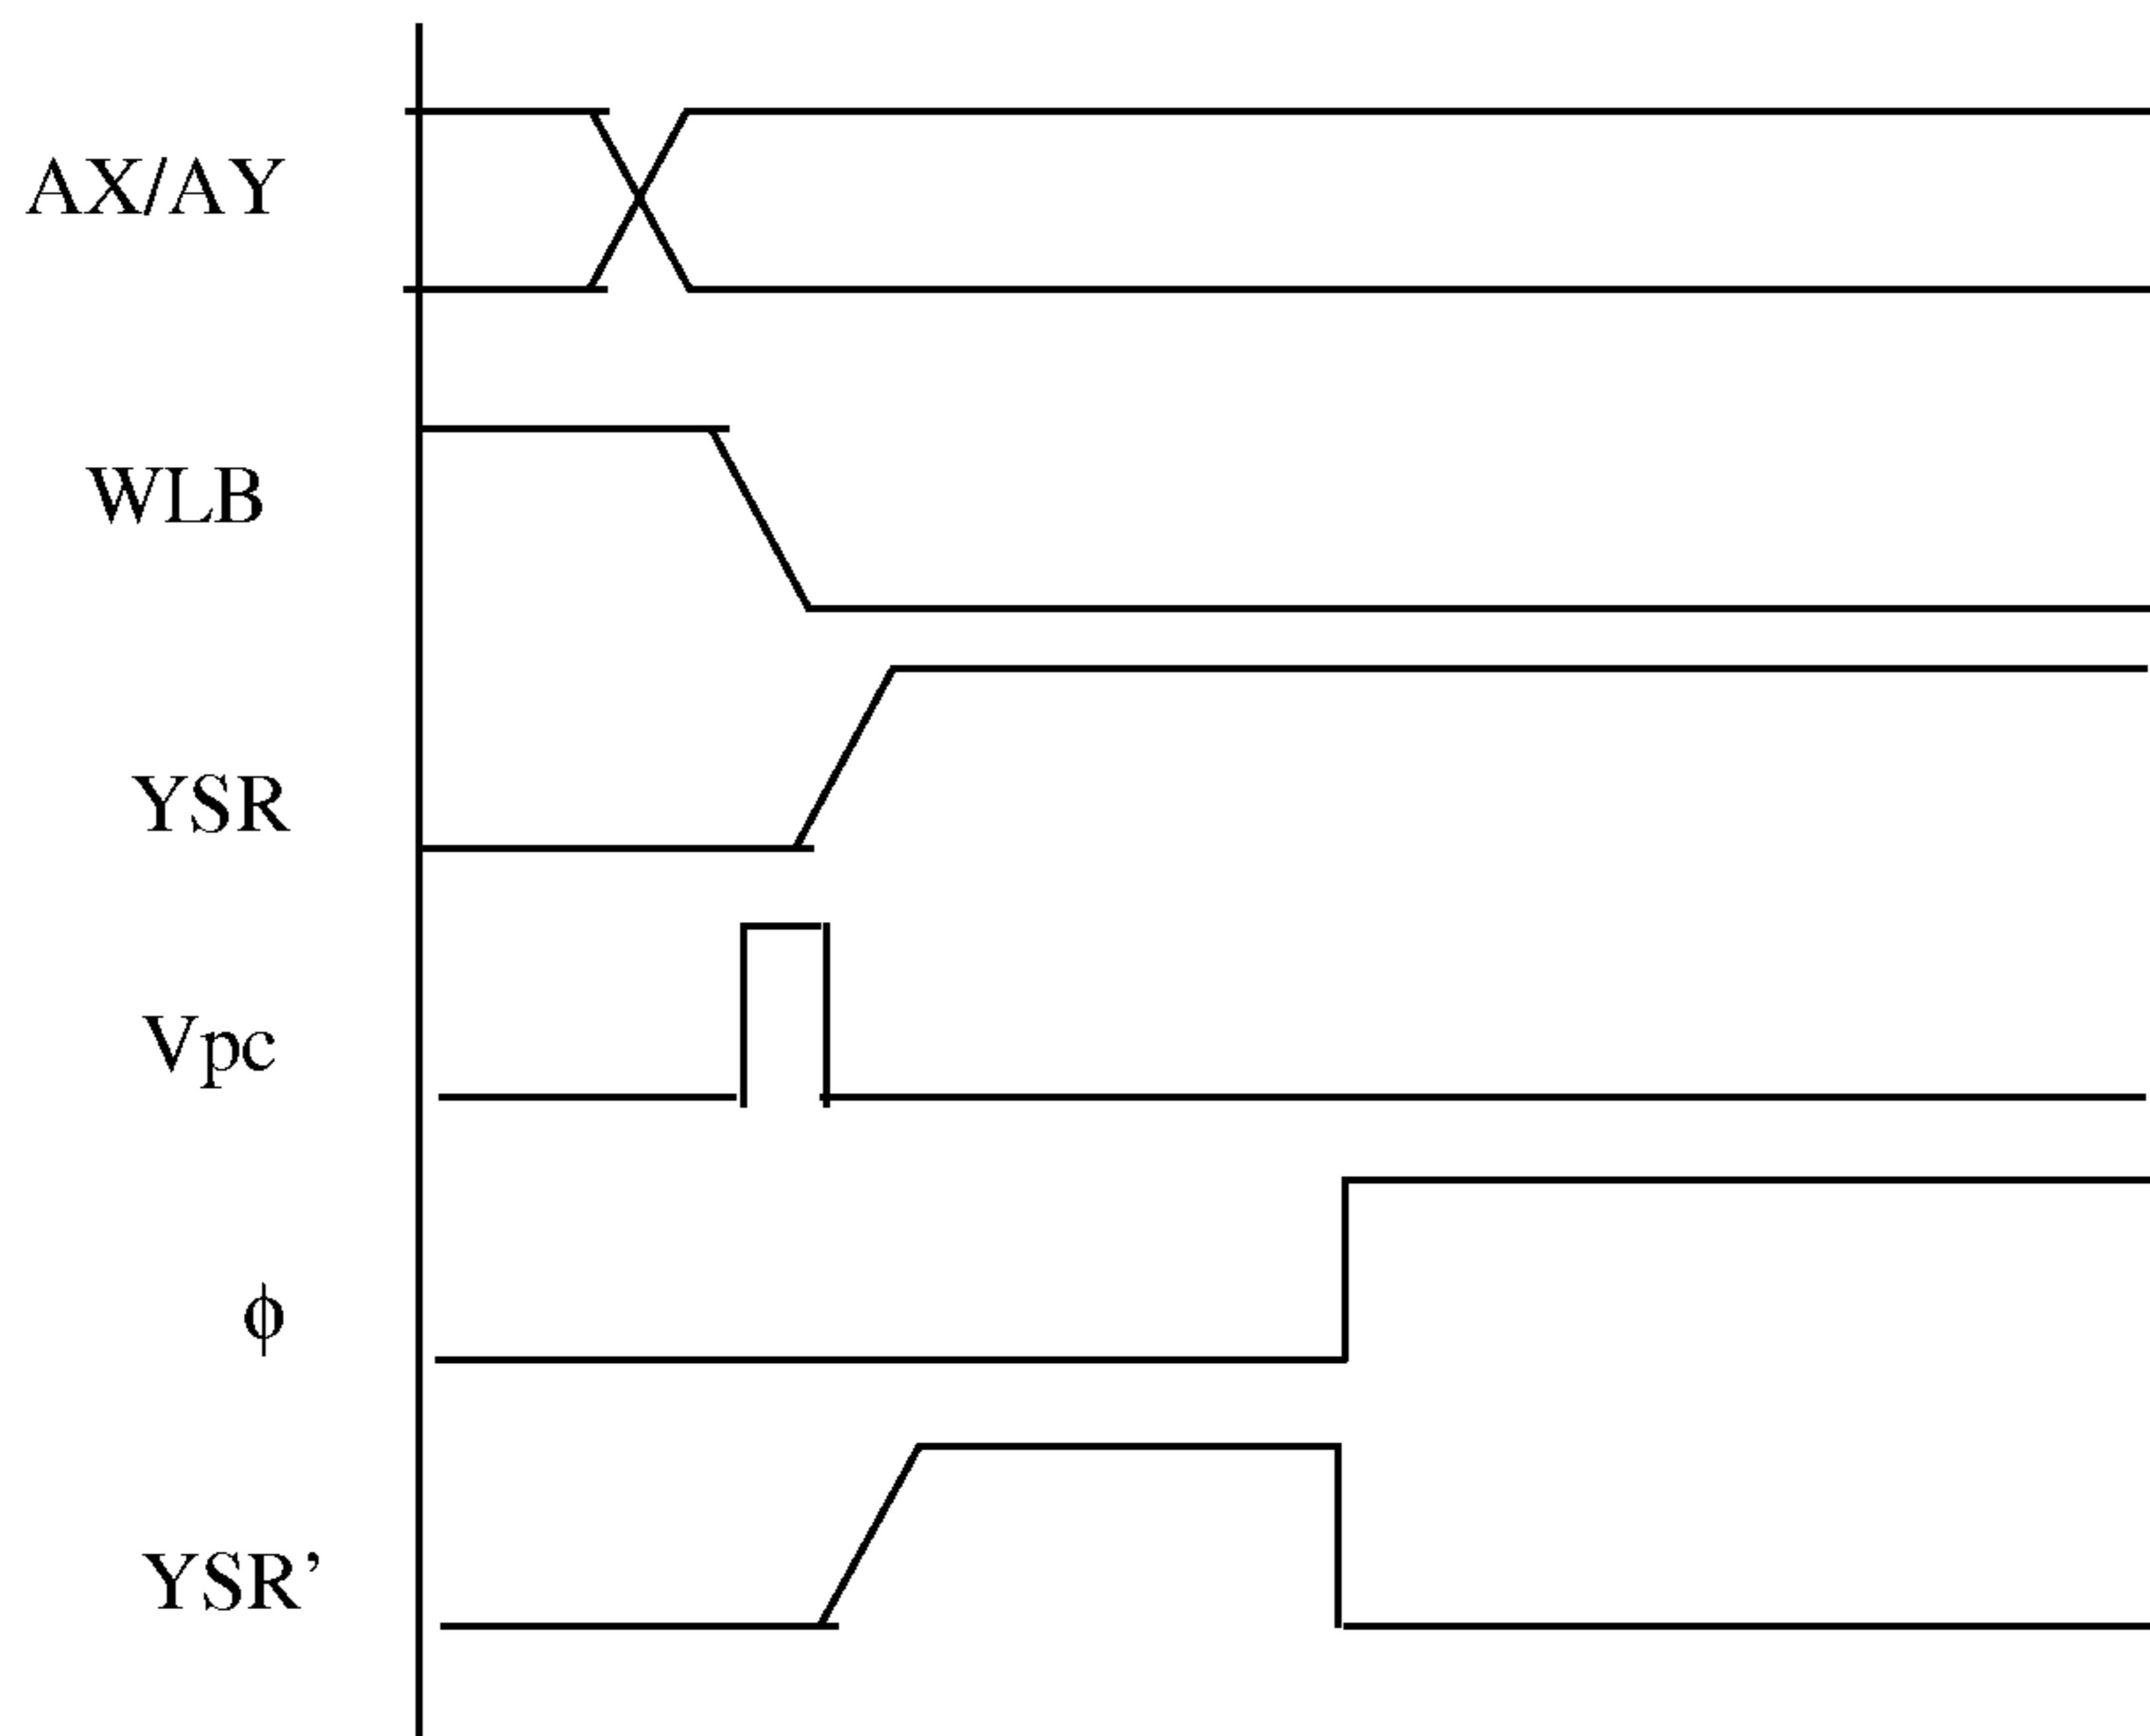 AX/AY
WLB
YSR
Vpc
ϕ
YSR’